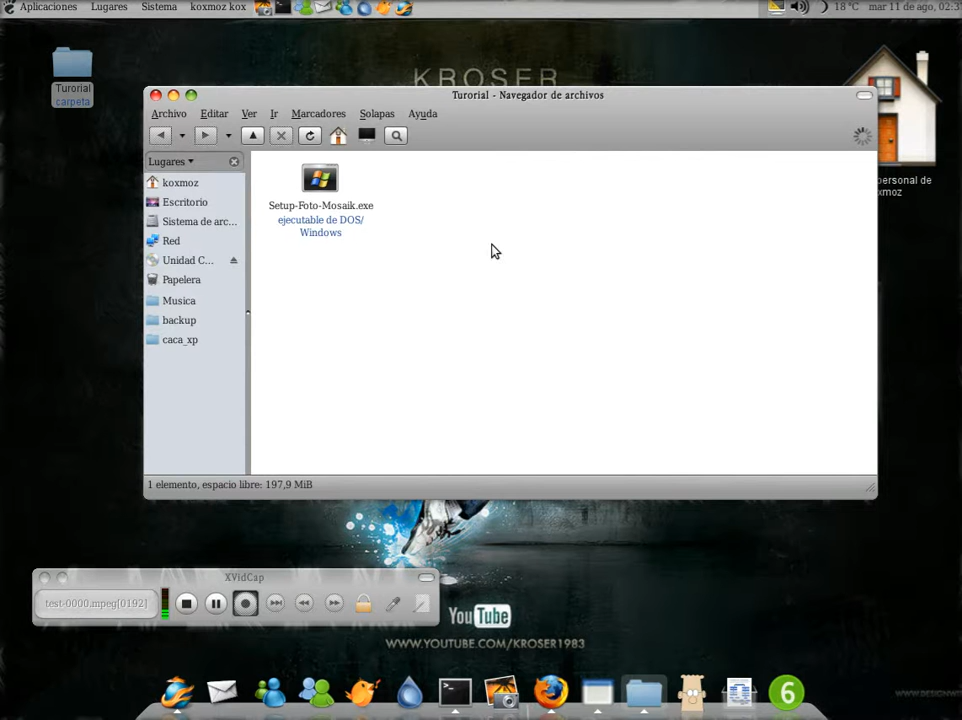 Aplicaciones Lugares Sistema koxmoz kox
18 °C mar 11 de ago, 02:3
KROSER
Turorial
carpeta
Turorial - Navegador de archivos
Archivo Editar Ver Ir Marcadores Solapas Ayuda
Lugares
koxmoz
Escritorio
Sistema de arc...
Red
Unidad C...
Papelera
Musica
backup
caca_xp
Setup-Foto-Mosaik.exe
ejecutable de DOS/
Windows
personal de
xmoz
1 elemento, espacio libre: 197,9 MiB
XVidCap
test-0000.mpeg[0192]
YouTube
WWW.YOUTUBE.COM/KROSER1983
6